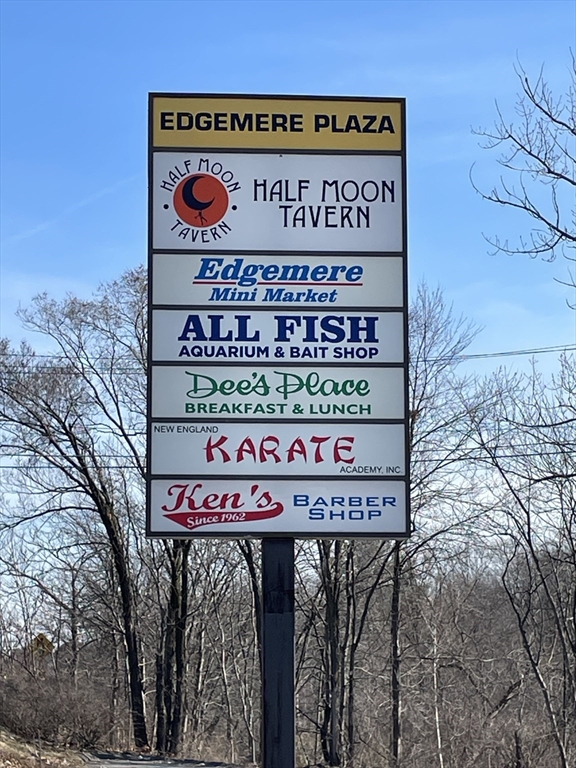 EDGEMERE PLAZA
HALF MOON
TAVERN
HALF MOON
TAVERN
Edgemere
Mini Market
ALL FISH
AQUARIUM & BAIT SHOP
Dee's Place
BREAKFAST & LUNCH
NEW ENGLAND
KARATE
ACADEMY, INC.
Ken's
Since 1962
BARBER
SHOP